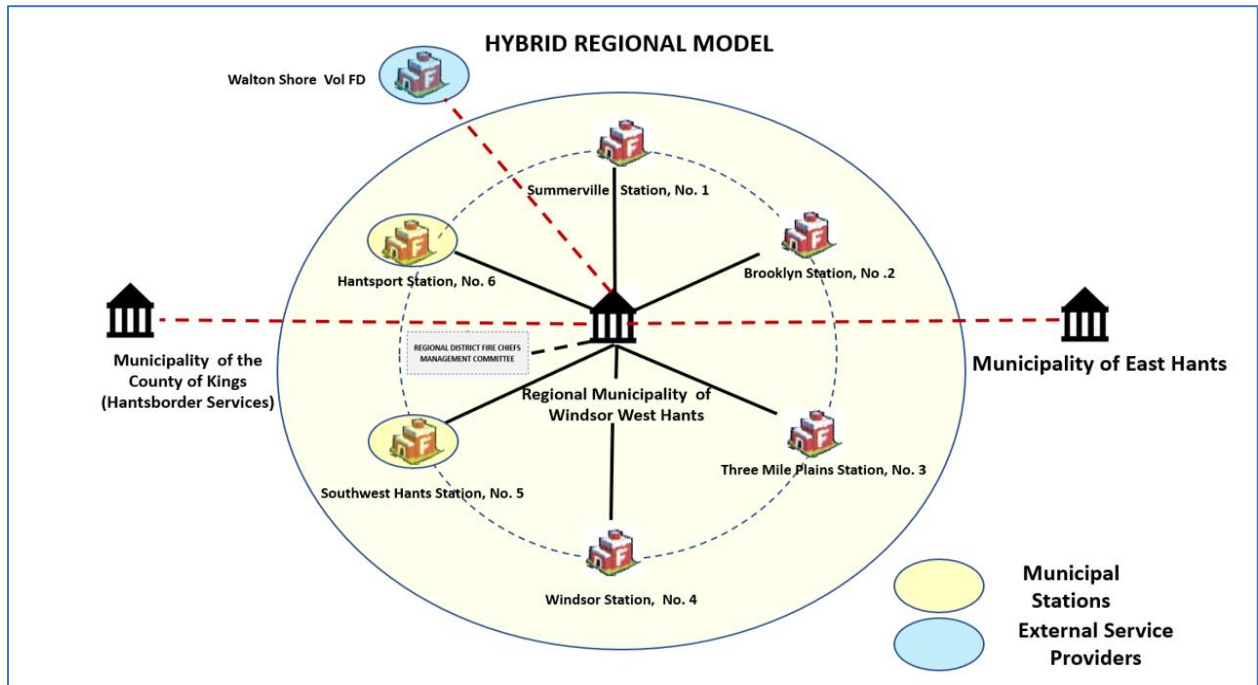 HYBRID REGIONAL MODEL
Walton Shore Vol FD
Summerville Station, No. 1
Brooklyn Station, No .2
Hantsport Station, No. 6
REGIONAL DISTRICT FIRE CHIEFS
MANAGEMENT COMMITTEE
Municipality of the
County of Kings
(Hantsborder Services)
Municipality of East Hants
Regional Municipality of
Windsor West Hants
Three Mile Plains Station, No. 3
Southwest Hants Station, No. 5
Windsor Station, No. 4
Municipal
Stations
External Service
Providers
F
F
F
F
F
F
F